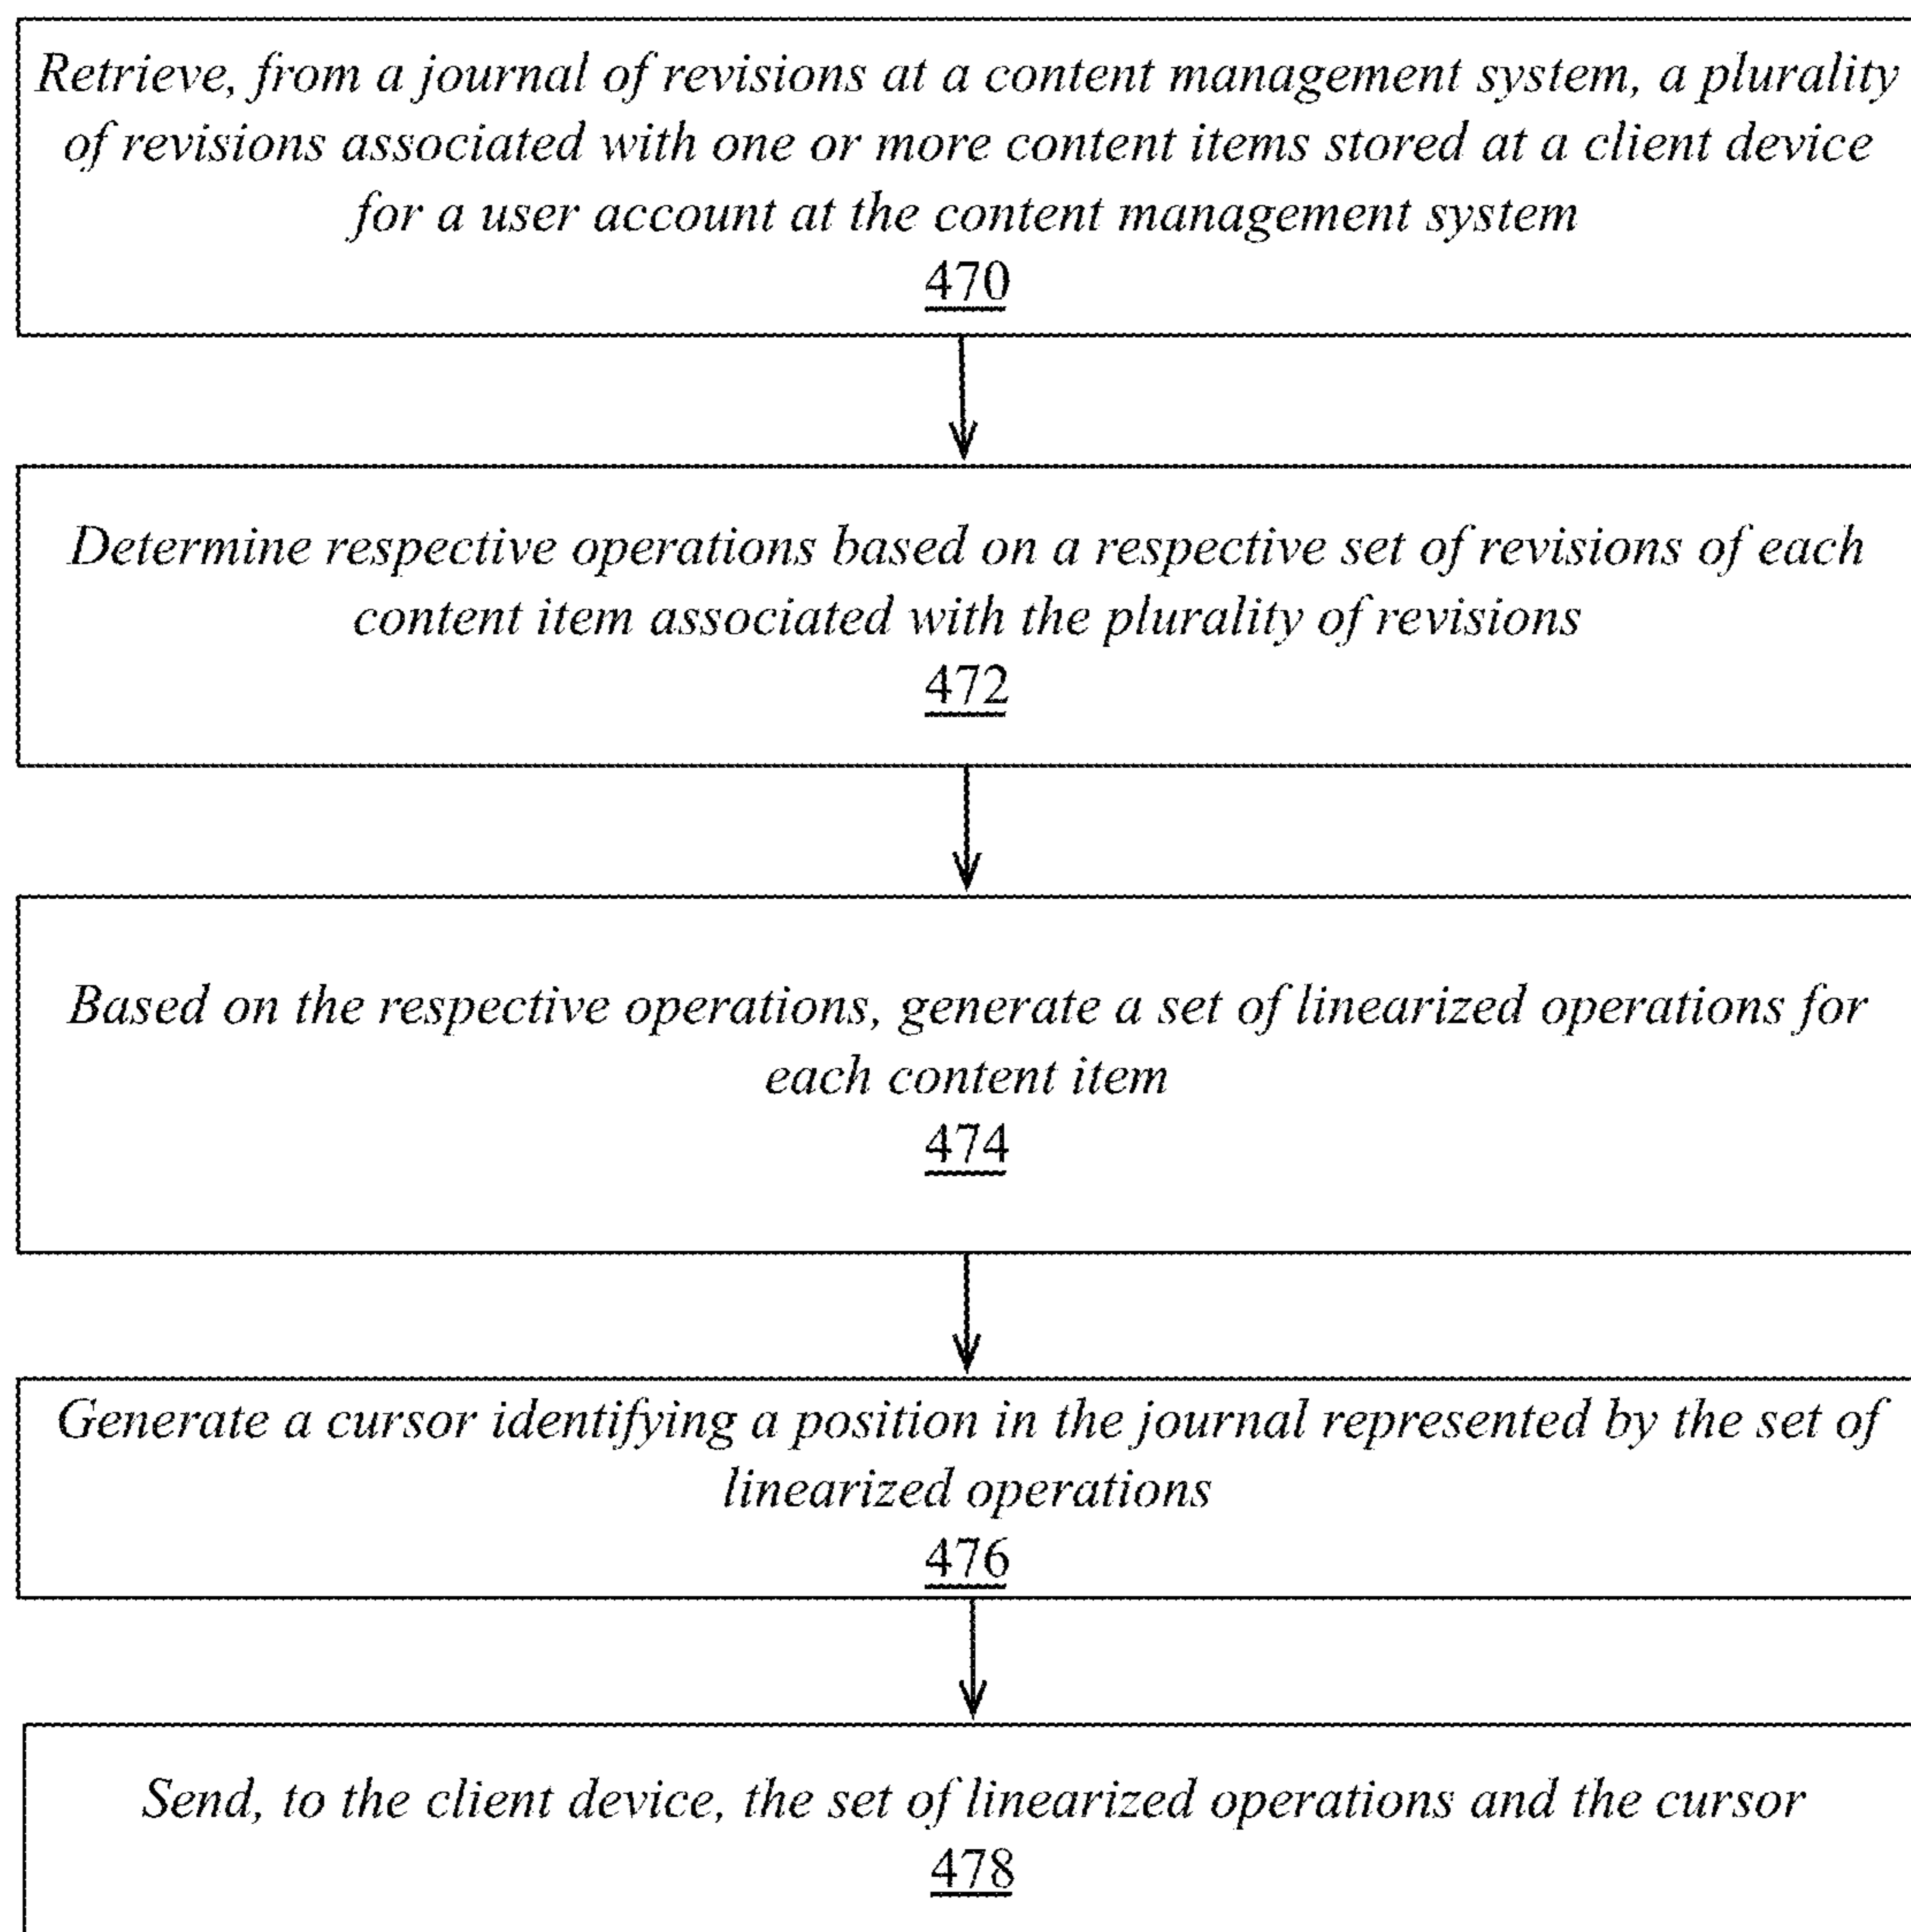 Retrieve, from a journal of revisions at a content management system, a plurality
of revisions associated with one or more content items stored at a client device
for a user account at the content management system
470
Determine respective operations based on a respective set of revisions of each
content item associated with the plurality of revisions
472
Based on the respective operations, generate a set of linearized operations for
each content item
474
Generate a cursor identifying a position in the journal represented by the set of
linearized operations
476
Send, to the client device, the set of linearized operations and the cursor
478